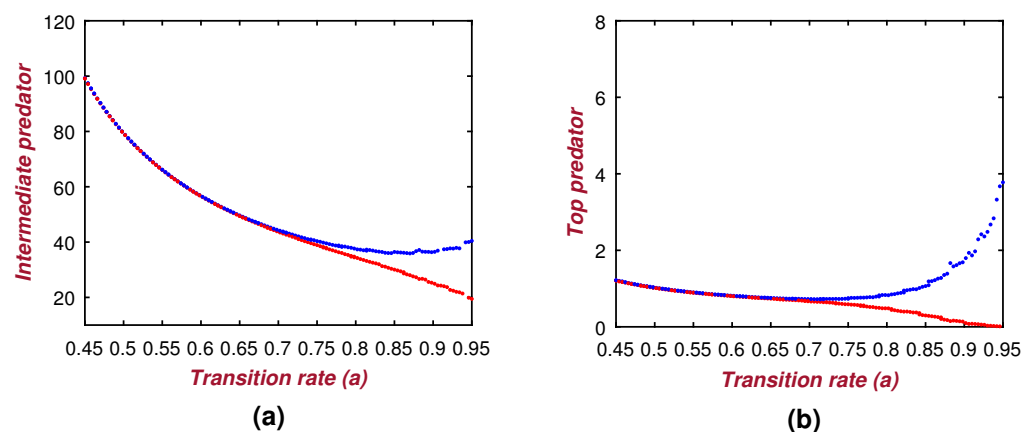 Intermediate predator
120
100
80
60
40
20
0.45 0.5 0.55 0.6 0.65 0.7 0.75 0.8 0.85 0.9 0.95
Transition rate (a)
(a)
Top predator
8
6
4
2
0
0.45 0.5 0.55 0.6 0.65 0.7 0.75 0.8 0.85 0.9 0.95
Transition rate (a)
(b)